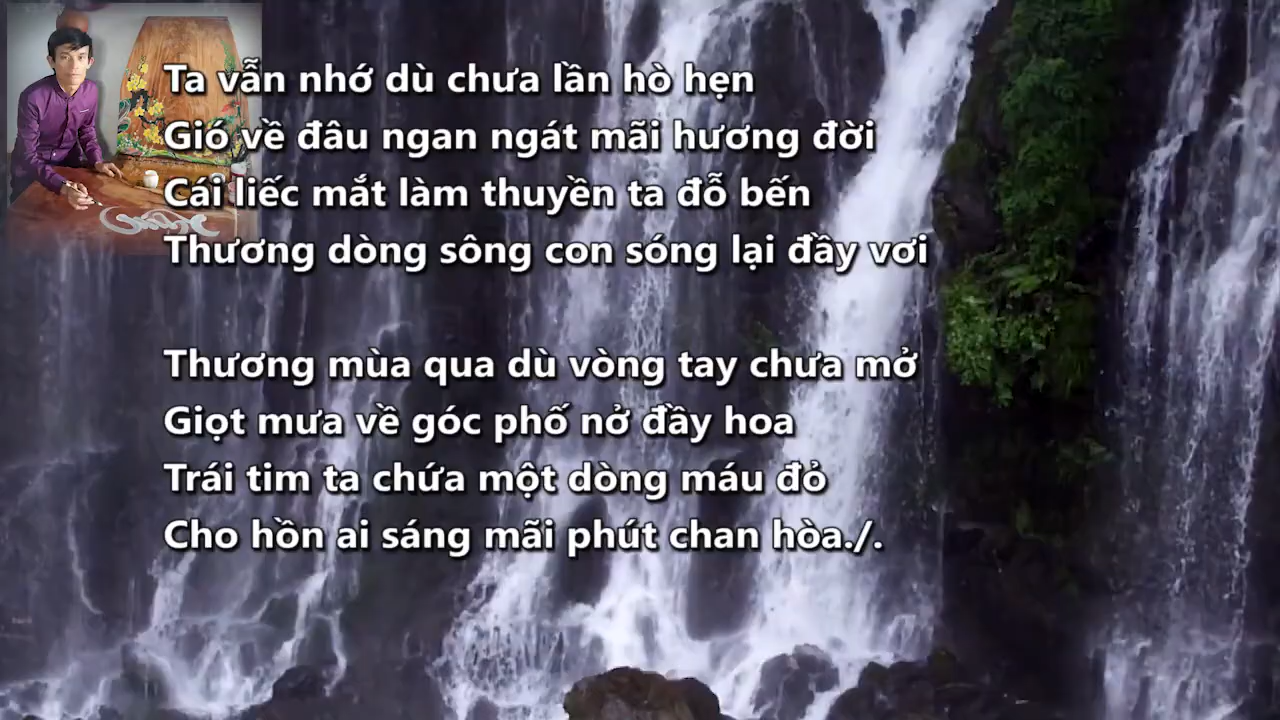 Ta vẫn nhớ dù chưa lần hò hẹn
Gió về đâu ngan ngát mãi hương đời
Cái liếc mắt làm thuyền ta đỗ bến
Thương dòng sông con sóng lại đầy vơi
Thương mùa qua dù vòng tay chưa mở
Giọt mưa về góc phố nở đầy hoa
Trái tim ta chứa một dòng máu đỏ
Cho hồn ai sáng mãi phút chan hòa./.